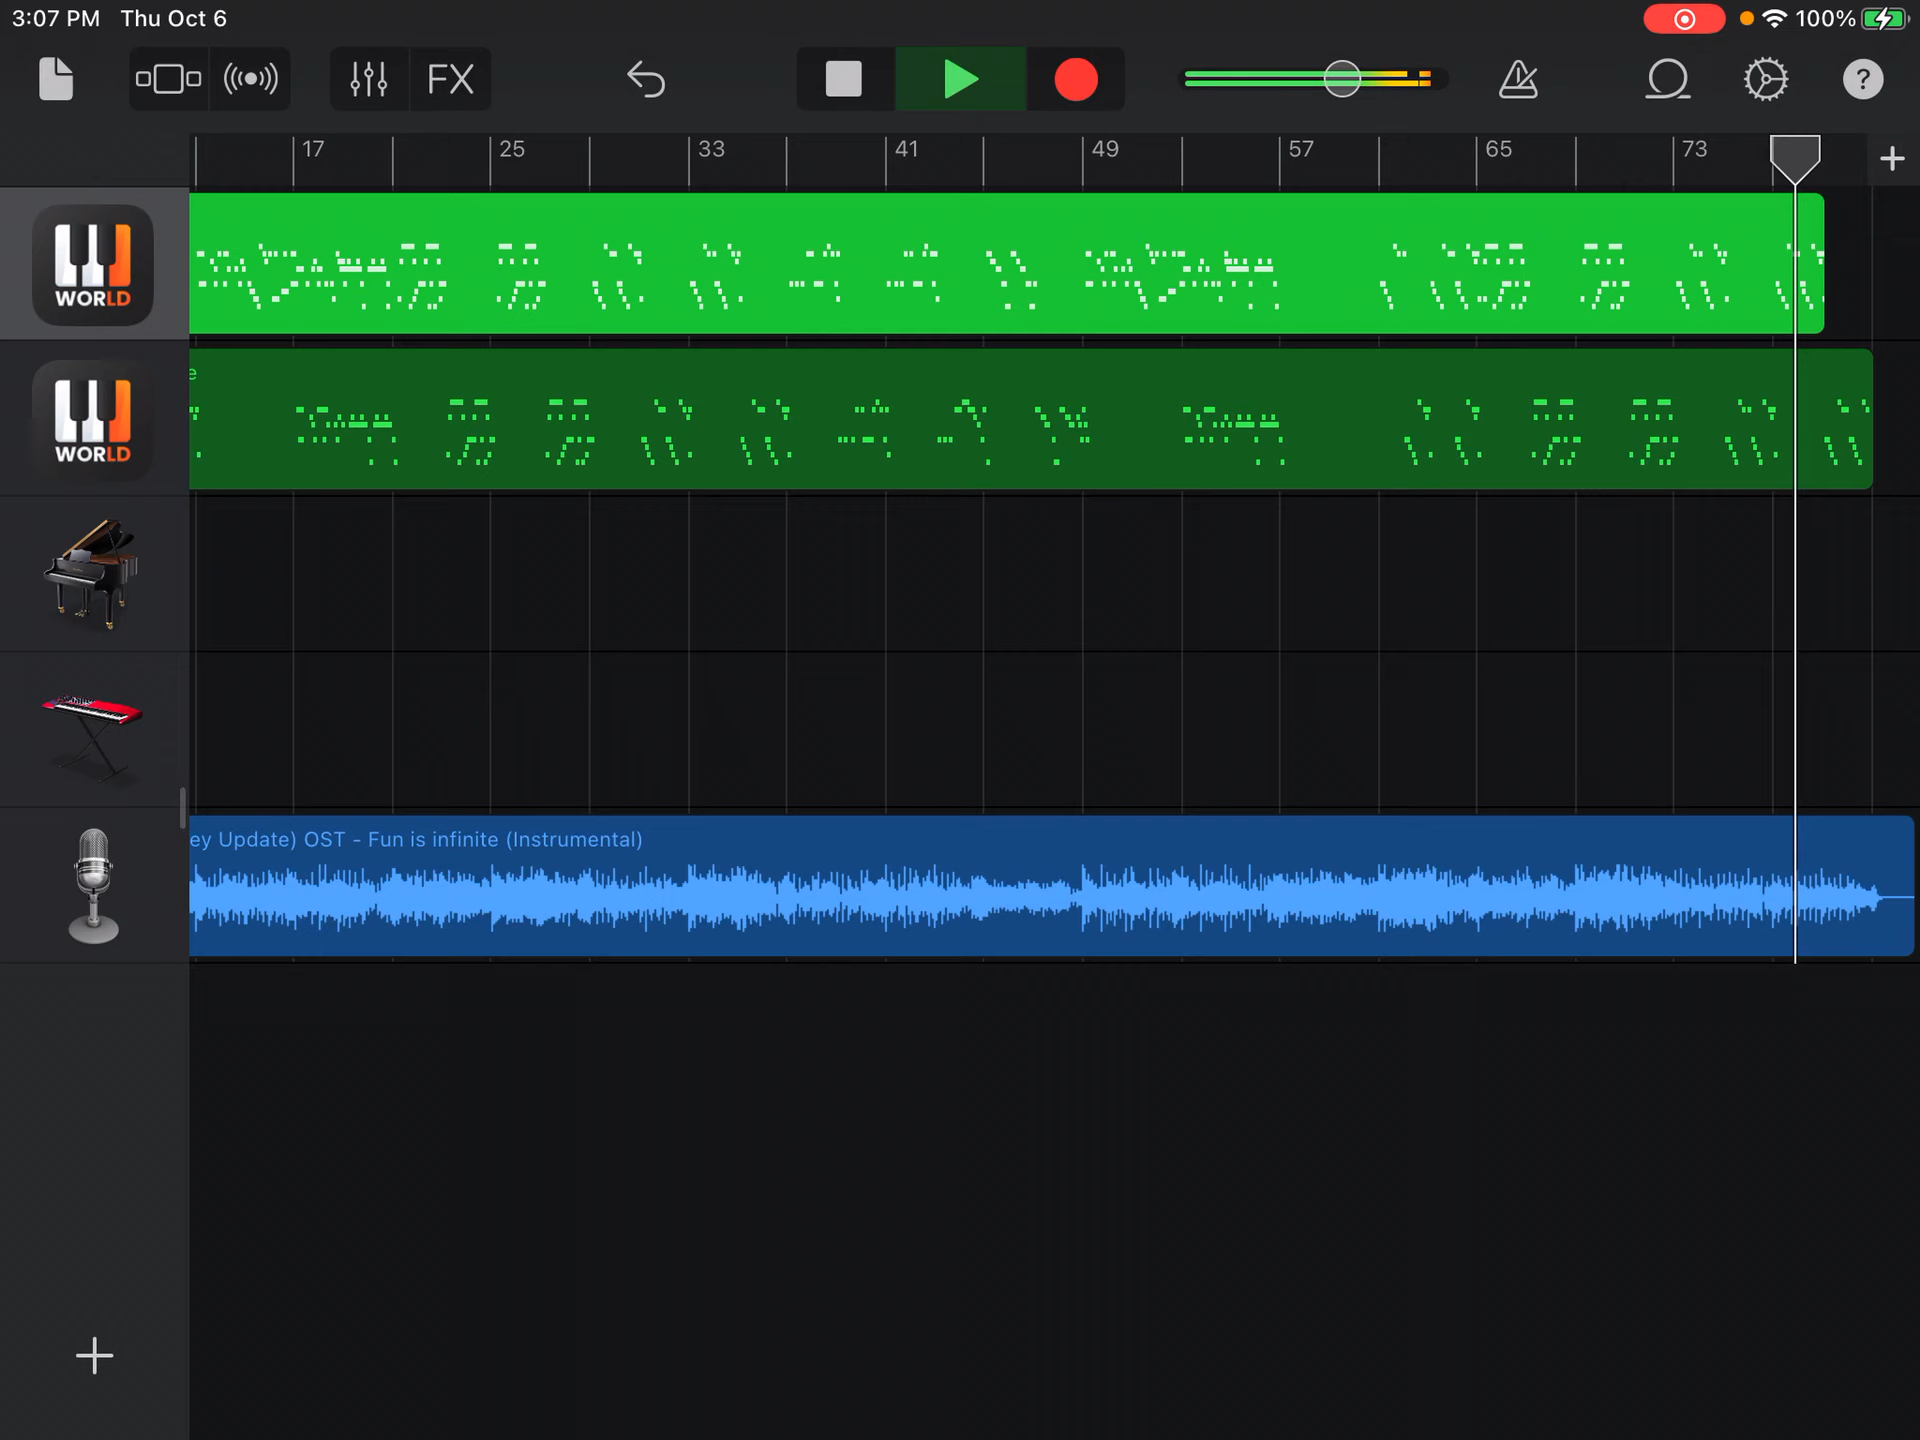 3:07 PM Thu Oct 6 100%
FX ?
17 25 33 41 49 57 65 73
WORLD
e
WORLD
ey Update) OST - Fun is infinite (Instrumental)